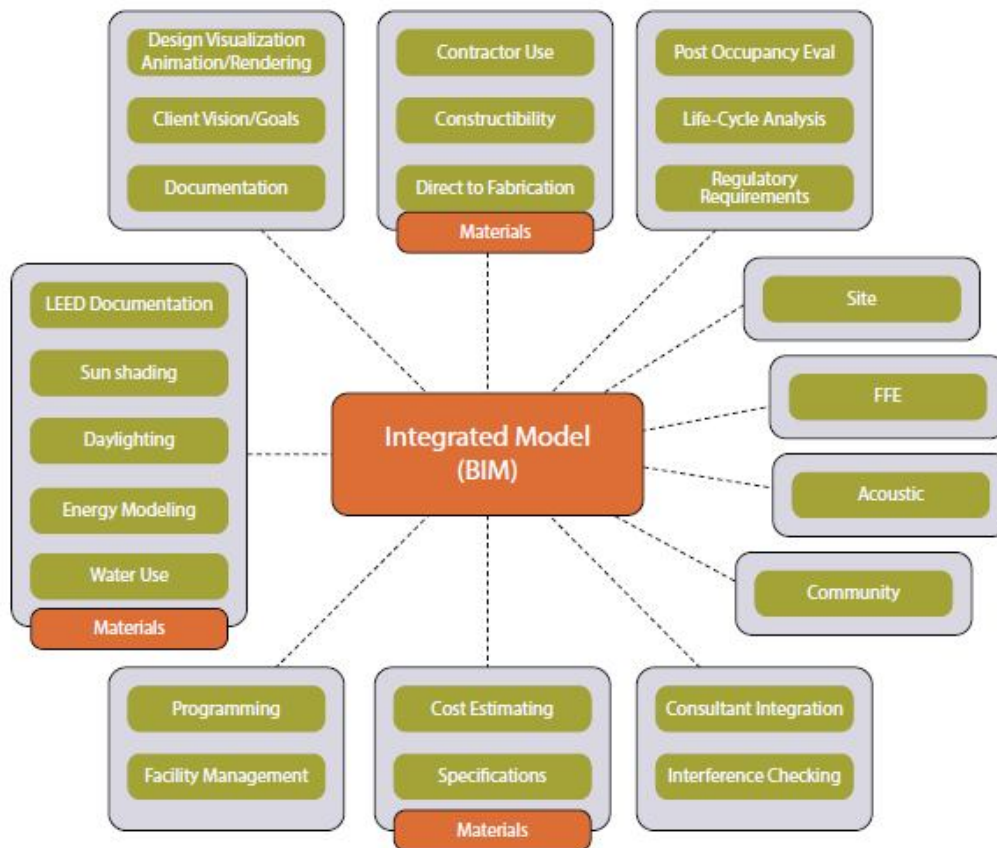 Design Visualization
Animation/Rendering
Client Vision/Goals
Documentation
Contractor Use
Constructibility
Direct to Fabrication
Materials
Post Occupancy Eval
Life-Cycle Analysis
Regulatory
Requirements
LEED Documentation
Sun shading
Daylighting
Energy Modeling
Water Use
Materials
Integrated Model
(BIM)
Site
FFE
Acoustic
Community
Programming
Facility Management
Cost Estimating
Specifications
Materials
Consultant Integration
Interference Checking